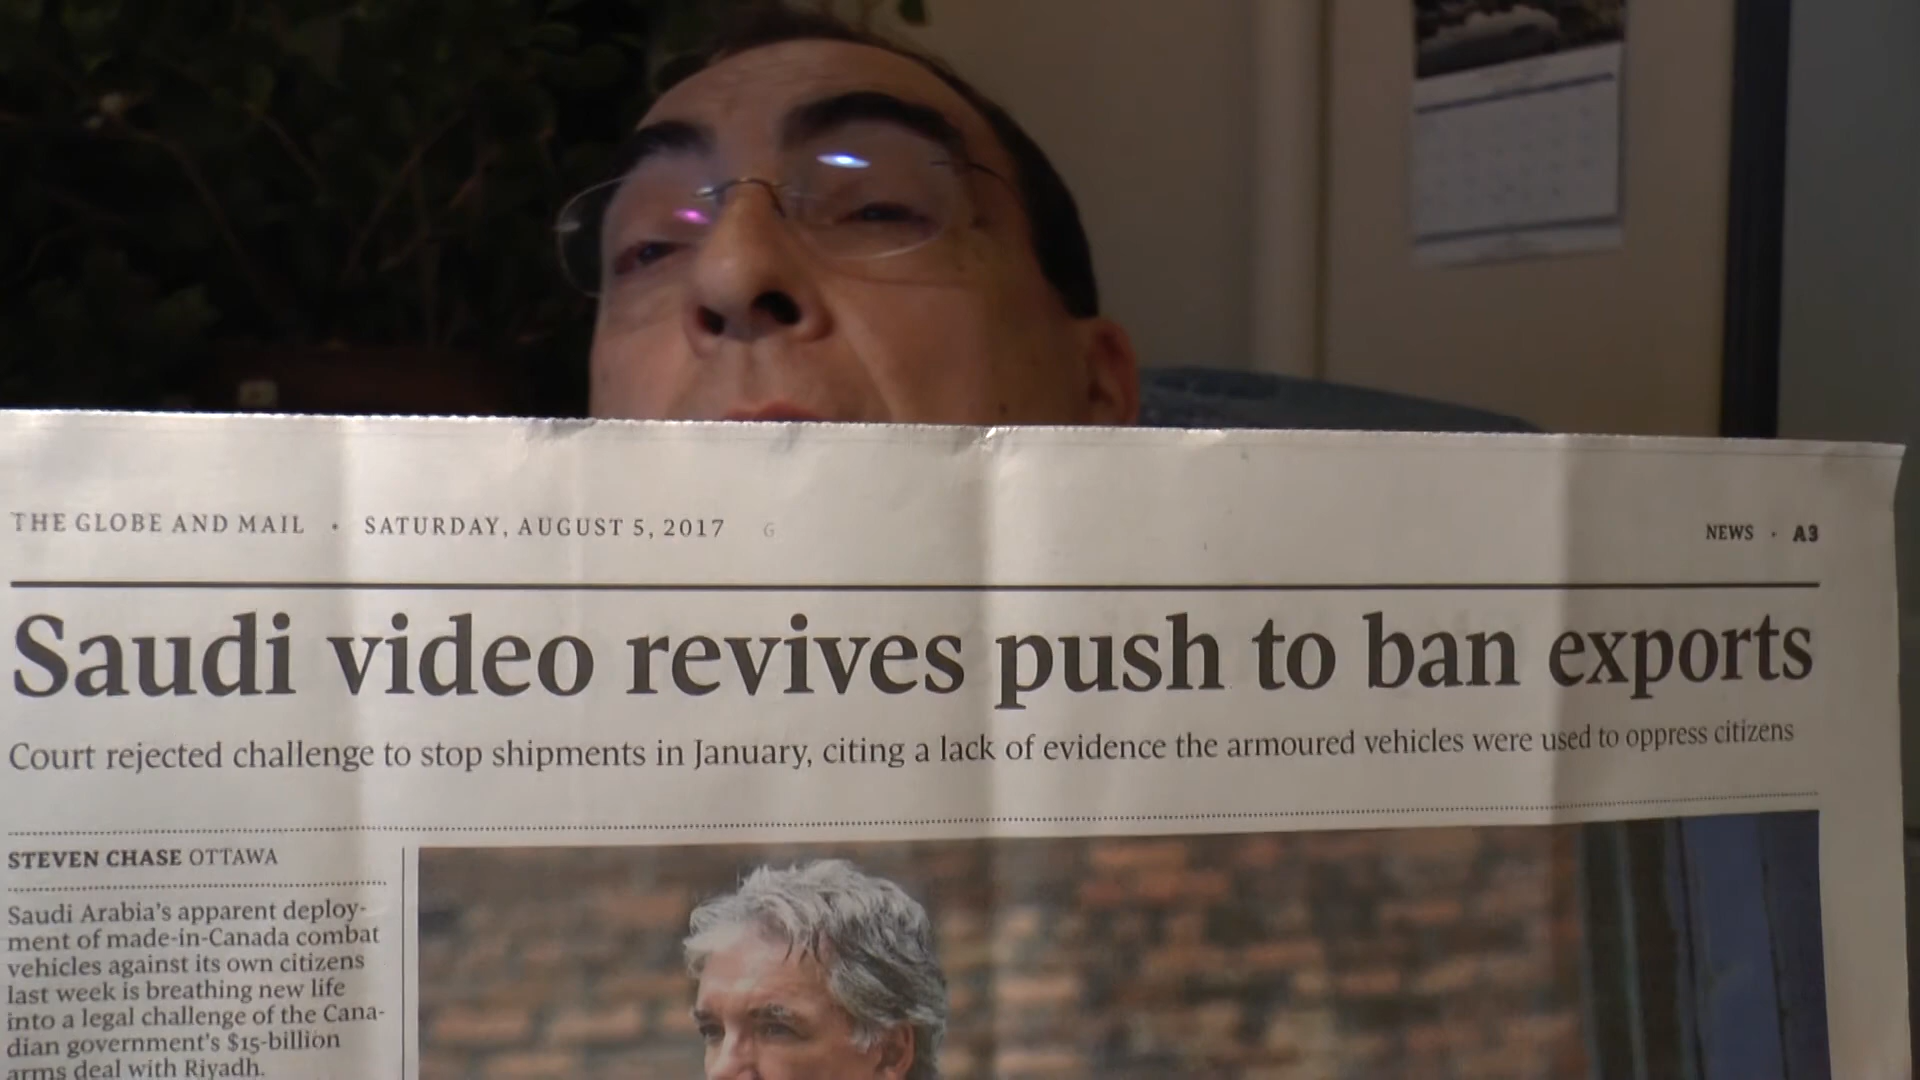 THE GLOBE AND MAIL • SATURDAY, AUGUST 5, 2017 G
NEWS • A3
Saudi video revives push to ban exports
Court rejected challenge to stop shipments in January, citing a lack of evidence the armoured vehicles were used to oppress citizens
STEVEN CHASE OTTAWA
Saudi Arabia's apparent deploy-
ment of made-in-Canada combat
vehicles against its own citizens
last week is breathing new life
into a legal challenge of the Cana-
dian government's $15-billion
arms deal with Riyadh.